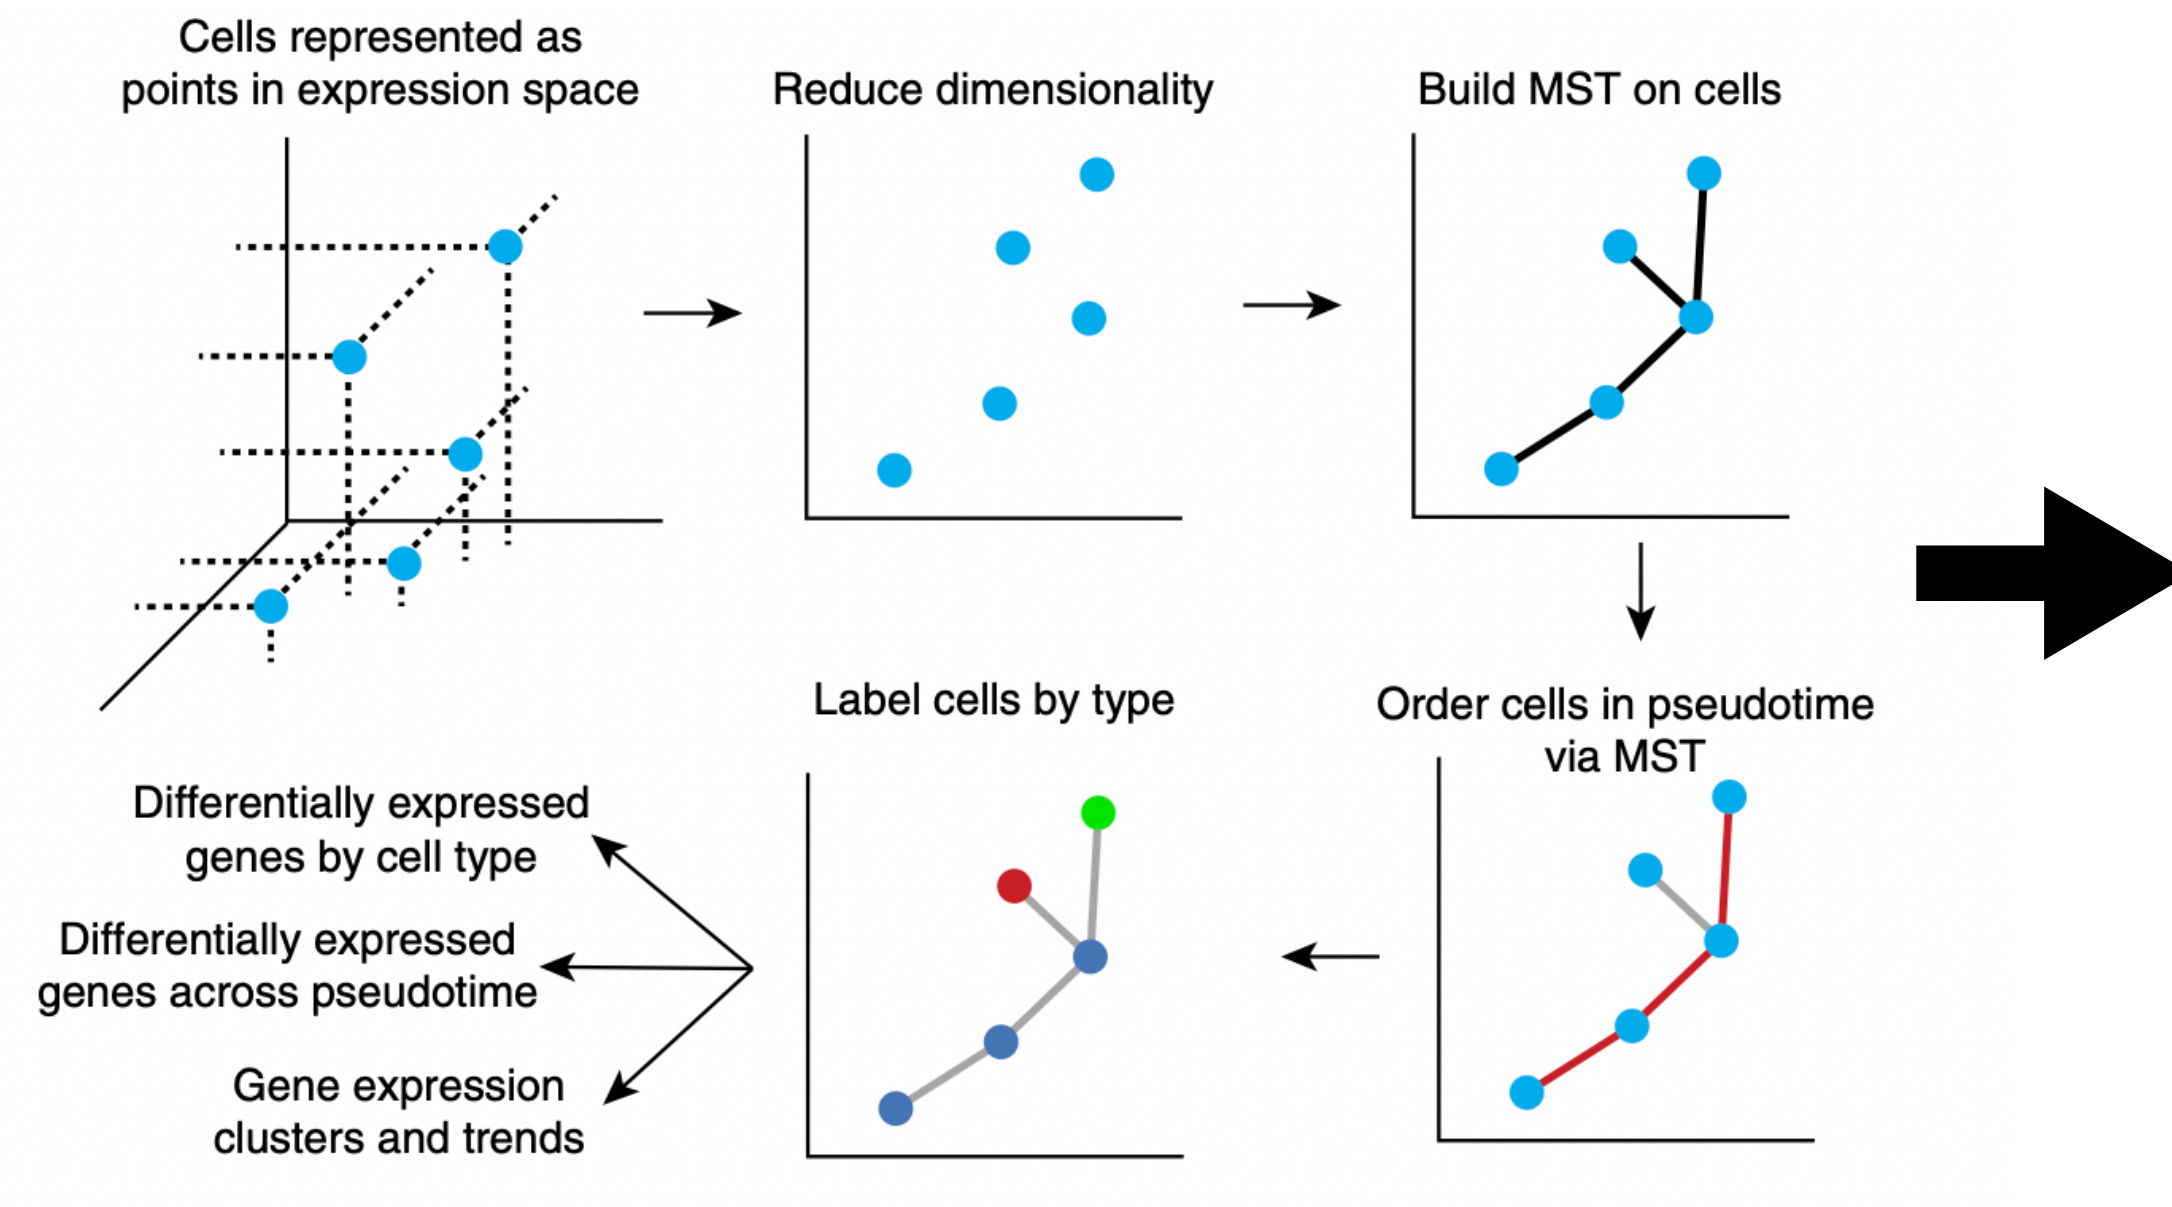 Cells represented as
points in expression space
Reduce dimensionality
Build MST on cells
Order cells in pseudotime
via MST
Label cells by type
Differentially expressed
genes by cell type
Differentially expressed
genes across pseudotime
Gene expression
clusters and trends